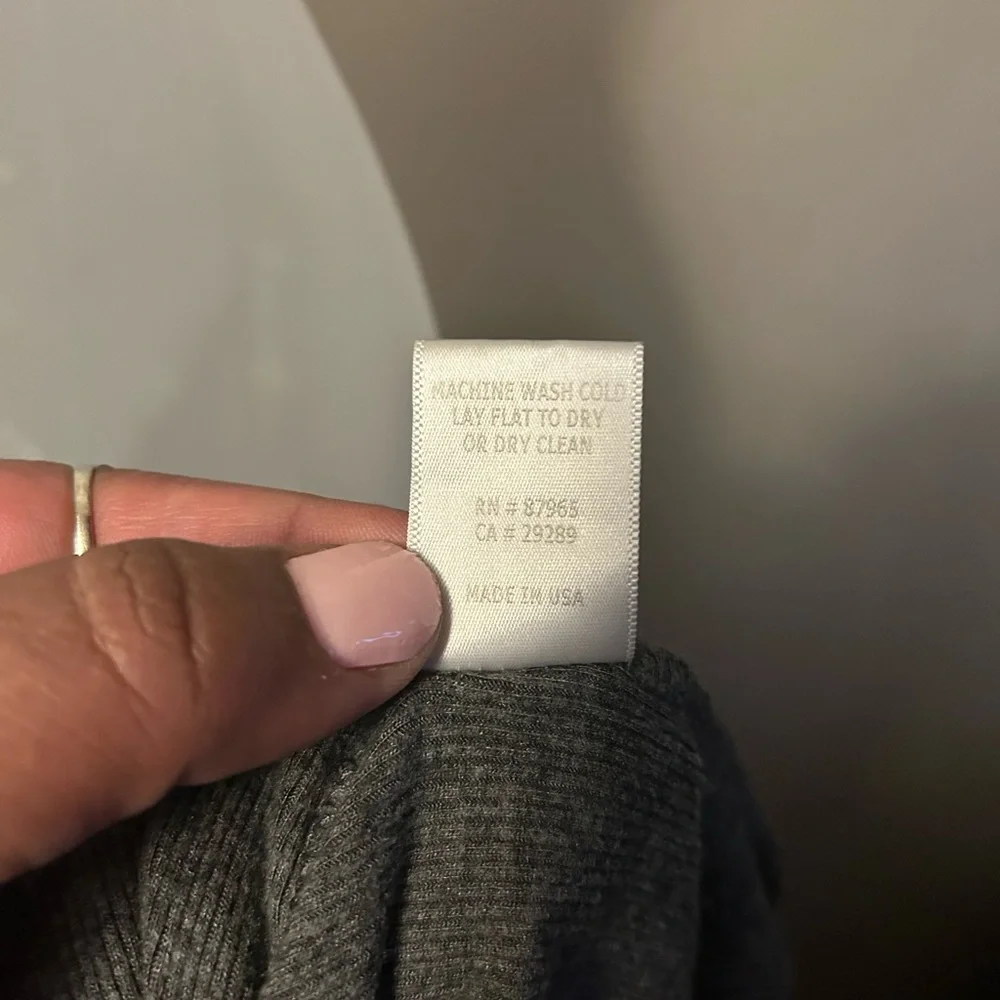 MACHINE WASH COLD
LAY FLAT TO DRY
OR DRY CLEAN
RN # 87965
CA # 29289
MADE IN USA